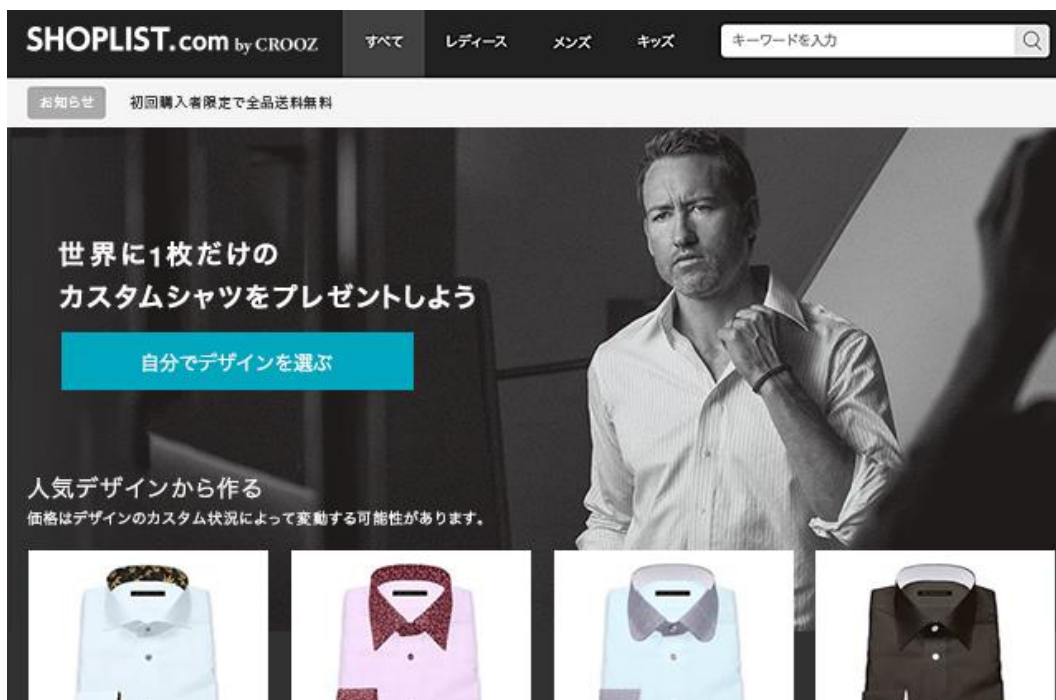 SHOPLIST.com by CROOZ すべて レディース メンズ キッズ キーワードを入力
お知らせ 初回購入者限定で全品送料無料
世界に1枚だけの
カスタムシャツをプレゼントしよう
自分でデザインを選ぶ
人気デザインから作る
価格はデザインのカスタム状況によって変動する可能性があります。